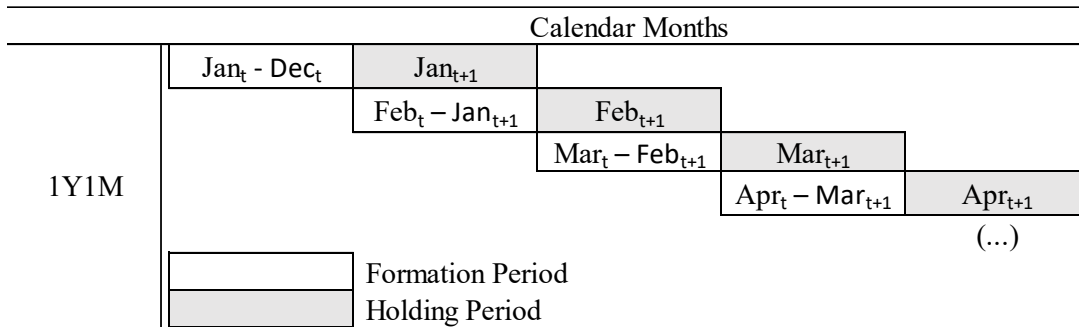 Calendar Months
Janₜ - Decₜ Janₜ₊₁
Febₜ – Janₜ₊₁ Febₜ₊₁
Marₜ – Febₜ₊₁ Marₜ₊₁
1Y1M
Aprₜ – Marₜ₊₁ Aprₜ₊₁
(...)
Formation Period
Holding Period